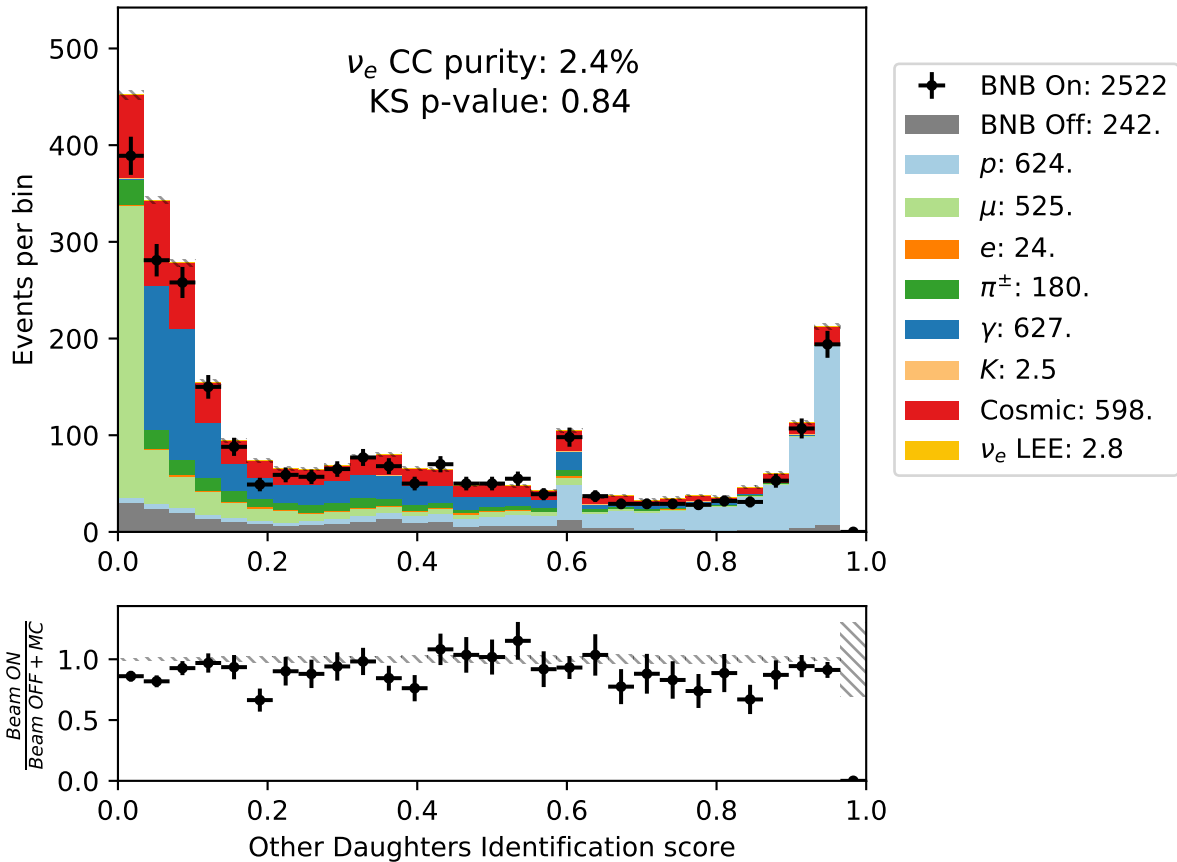 ν_e CC purity: 2.4%
KS p-value: 0.84
Events per bin
500
400
300
200
100
0
0.0 0.2 0.4 0.6 0.8 1.0
BNB On: 2522
BNB Off: 242.
p: 624.
μ: 525.
e: 24.
π±: 180.
γ: 627.
K: 2.5
Cosmic: 598.
ν_e LEE: 2.8
Beam ON
Beam OFF + MC
1.0
0.5
0.0
0.0 0.2 0.4 0.6 0.8 1.0
Other Daughters Identification score